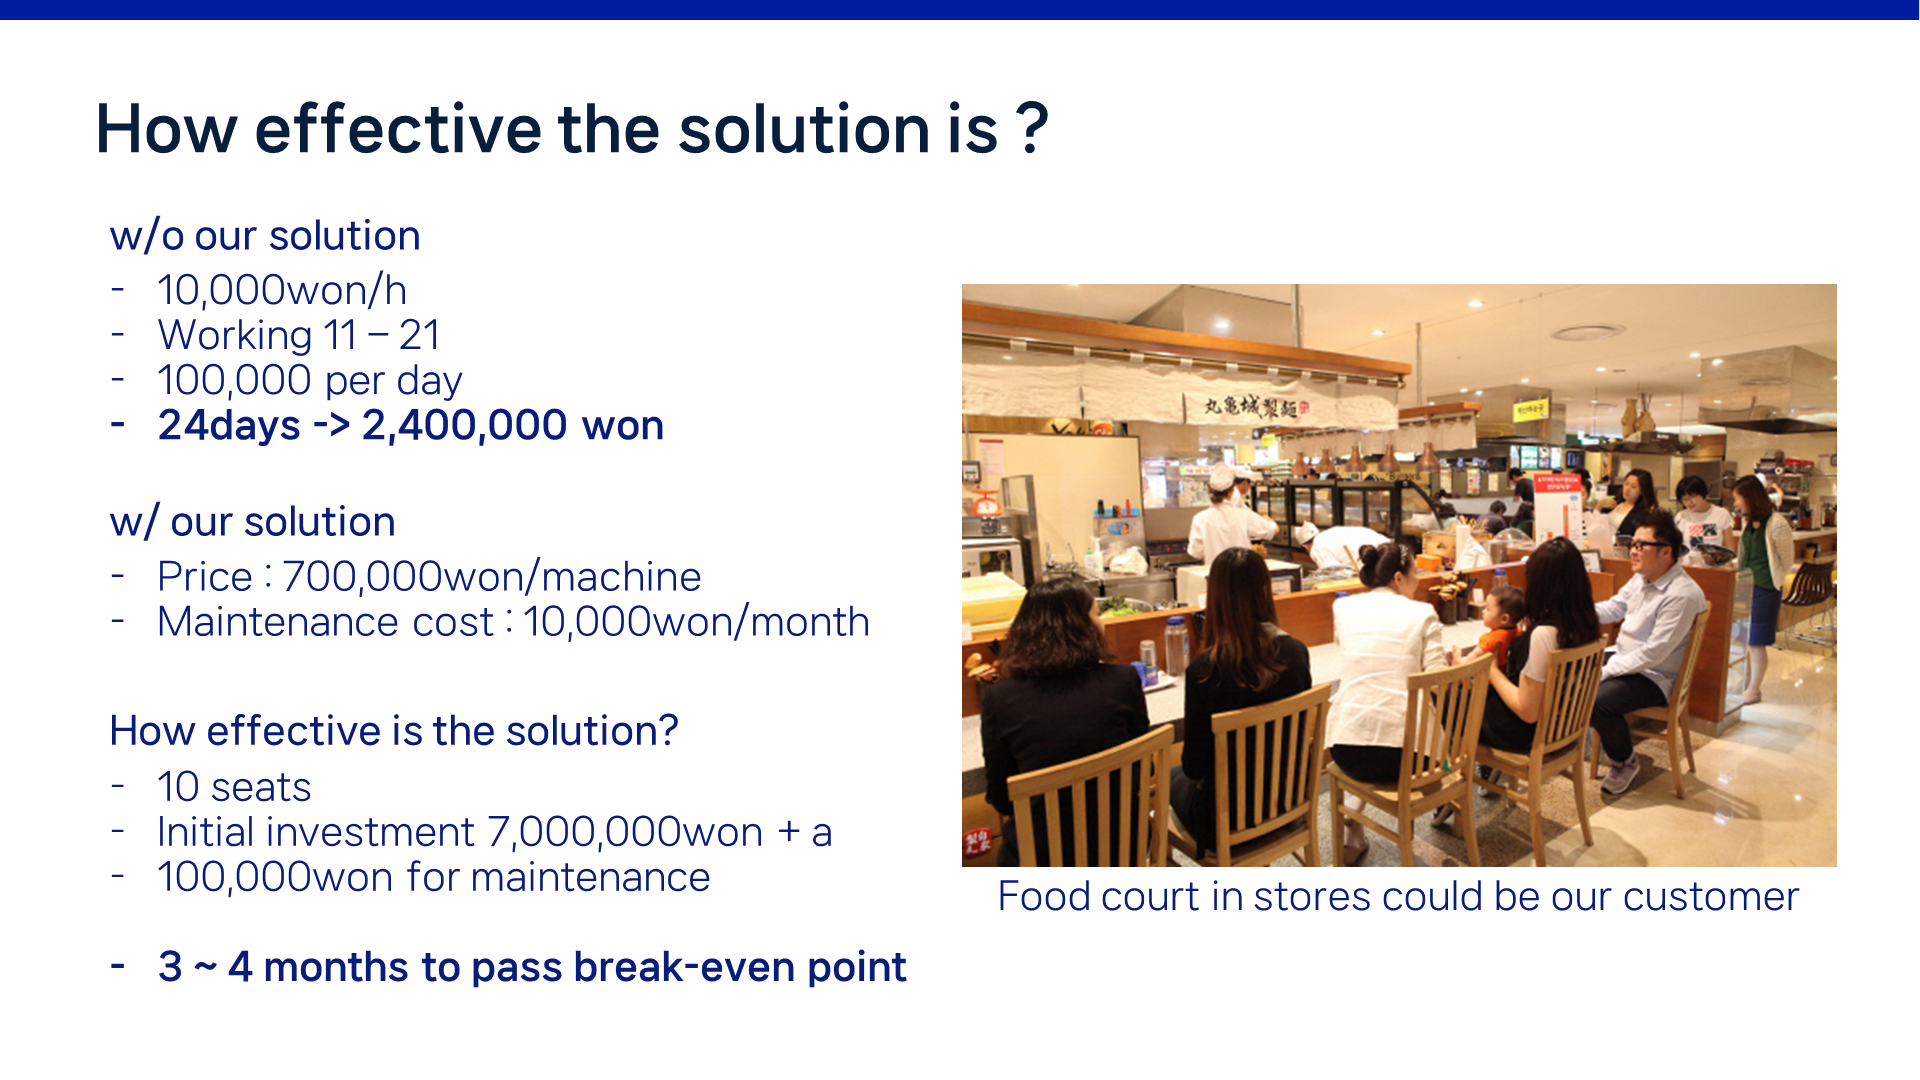 How effective the solution is ?
w/o our solution
- 10,000won/h
- Working 11 – 21
- 100,000 per day
- 24days -> 2,400,000 won
w/ our solution
- Price : 700,000won/machine
- Maintenance cost : 10,000won/month
How effective is the solution?
- 10 seats
- Initial investment 7,000,000won + a
- 100,000won for maintenance
- 3 ~ 4 months to pass break-even point
丸亀城製麺
Food court in stores could be our customer